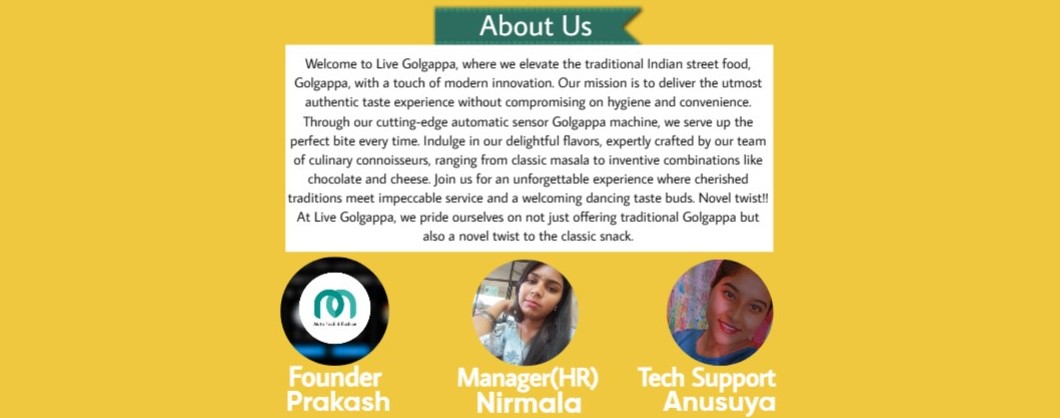 About Us
Welcome to Live Golgappa, where we elevate the traditional Indian street food,
Golgappa, with a touch of modern innovation. Our mission is to deliver the utmost
authentic taste experience without compromising on hygiene and convenience.
Through our cutting-edge automatic sensor Golgappa machine, we serve up the
perfect bite every time. Indulge in our delightful flavors, expertly crafted by our team
of culinary connoisseurs, ranging from classic masala to inventive combinations like
chocolate and cheese. Join us for an unforgettable experience where cherished
traditions meet impeccable service and a welcoming dancing taste buds. Novel twist!!
At Live Golgappa, we pride ourselves on not just offering traditional Golgappa but
also a novel twist to the classic snack.
Founder
Prakash
Manager(HR)
Nirmala
Tech Support
Anusuya